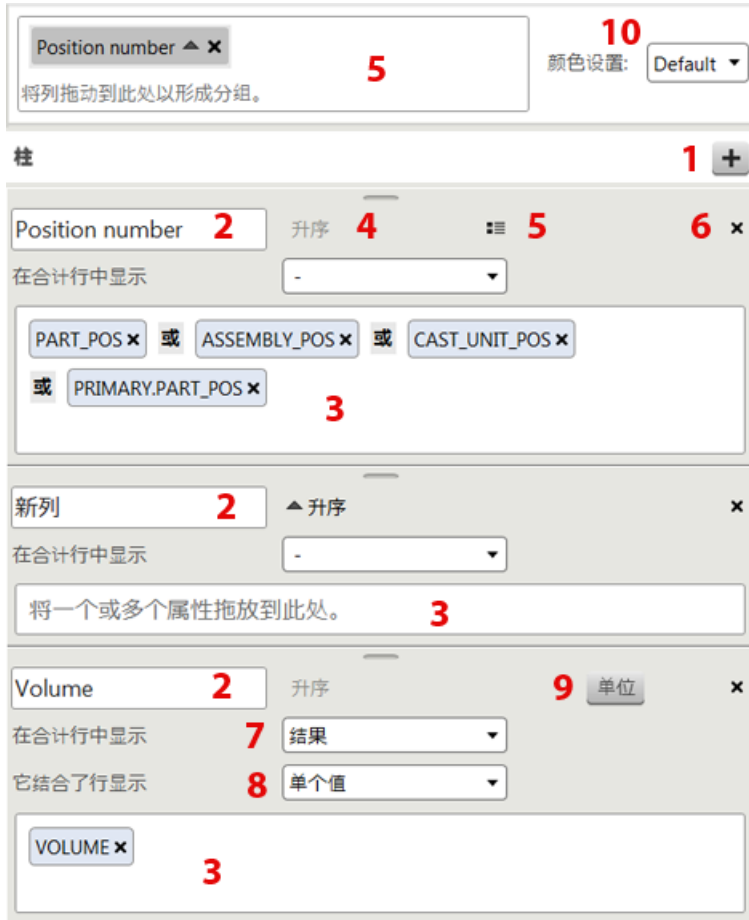 Position number ▲ ×
将列拖动到此处以形成分组。
5
10
颜色设置: Default
柱 1 +
Position number 2 升序 4 5 6 ×
在合计行中显示 -
PART_POS × 或 ASSEMBLY_POS × 或 CAST_UNIT_POS ×
或 PRIMARY.PART_POS ×
3
新列 2 ▲ 升序 ×
在合计行中显示 -
将一个或多个属性拖放到此处。 3
Volume 2 升序 9 单位 ×
在合计行中显示 7 结果
它结合了行显示 8 单个值
VOLUME ×
3